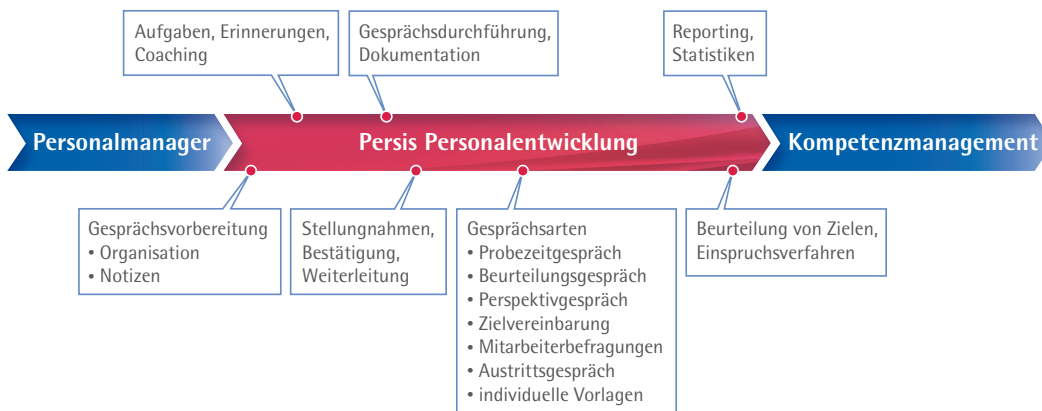 Aufgaben, Erinnerungen,
Coaching
Gesprächsdurchführung,
Dokumentation
Reporting,
Statistiken
Personalmanager
Persis Personalentwicklung
Kompetenzmanagement
Gesprächsvorbereitung
• Organisation
• Notizen
Stellungnahmen,
Bestätigung,
Weiterleitung
Gesprächsarten
• Probezeitgespräch
• Beurteilungsgespräch
• Perspektivgespräch
• Zielvereinbarung
• Mitarbeiterbefragungen
• Austrittsgespräch
• individuelle Vorlagen
Beurteilung von Zielen,
Einspruchsverfahren